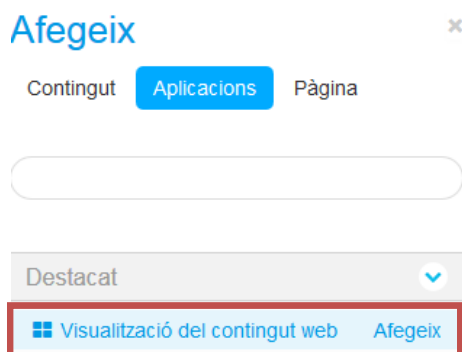 Afegeix
Contingut Aplicacions Pàgina
Destacat
Visualització del contingut web Afegeix